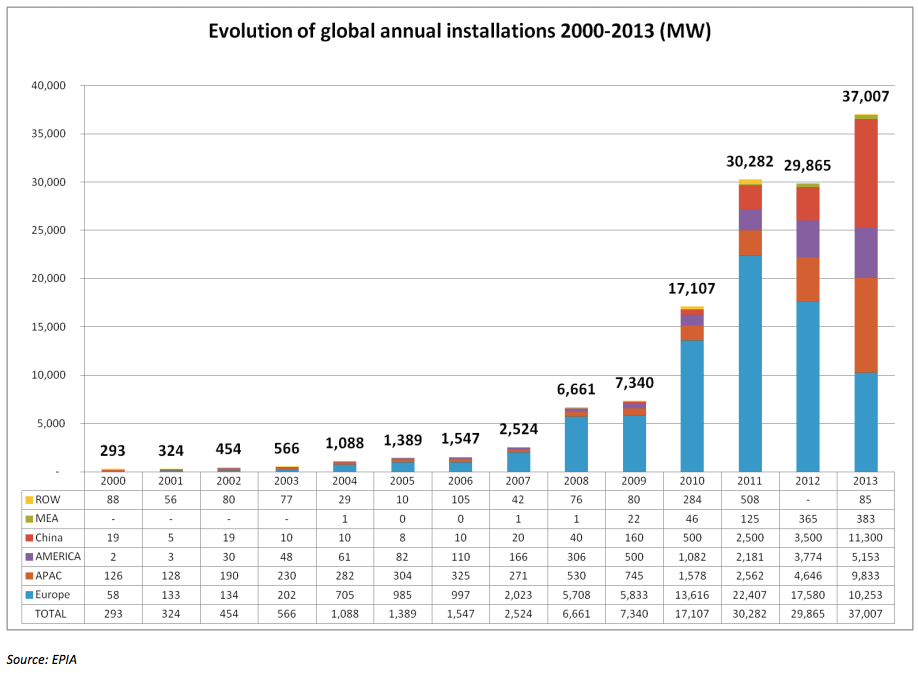 Evolution of global annual installations 2000-2013 (MW)
40,000
35,000
30,000
25,000
20,000
15,000
10,000
5,000
-
293 324 454 566 1,088 1,389 1,547 2,524 6,661 7,340 17,107 30,282 29,865 37,007
2000 2001 2002 2003 2004 2005 2006 2007 2008 2009 2010 2011 2012 2013
ROW 88 56 80 77 29 10 105 42 76 80 284 508 - 85
MEA - - - - 1 0 0 1 1 22 46 125 365 383
China 19 5 19 10 10 8 10 20 40 160 500 2,500 3,500 11,300
AMERICA 2 3 30 48 61 82 110 166 306 500 1,082 2,181 3,774 5,153
APAC 126 128 190 230 282 304 325 271 530 745 1,578 2,562 4,646 9,833
Europe 58 133 134 202 705 985 997 2,023 5,708 5,833 13,616 22,407 17,580 10,253
TOTAL 293 324 454 566 1,088 1,389 1,547 2,524 6,661 7,340 17,107 30,282 29,865 37,007
Source: EPIA